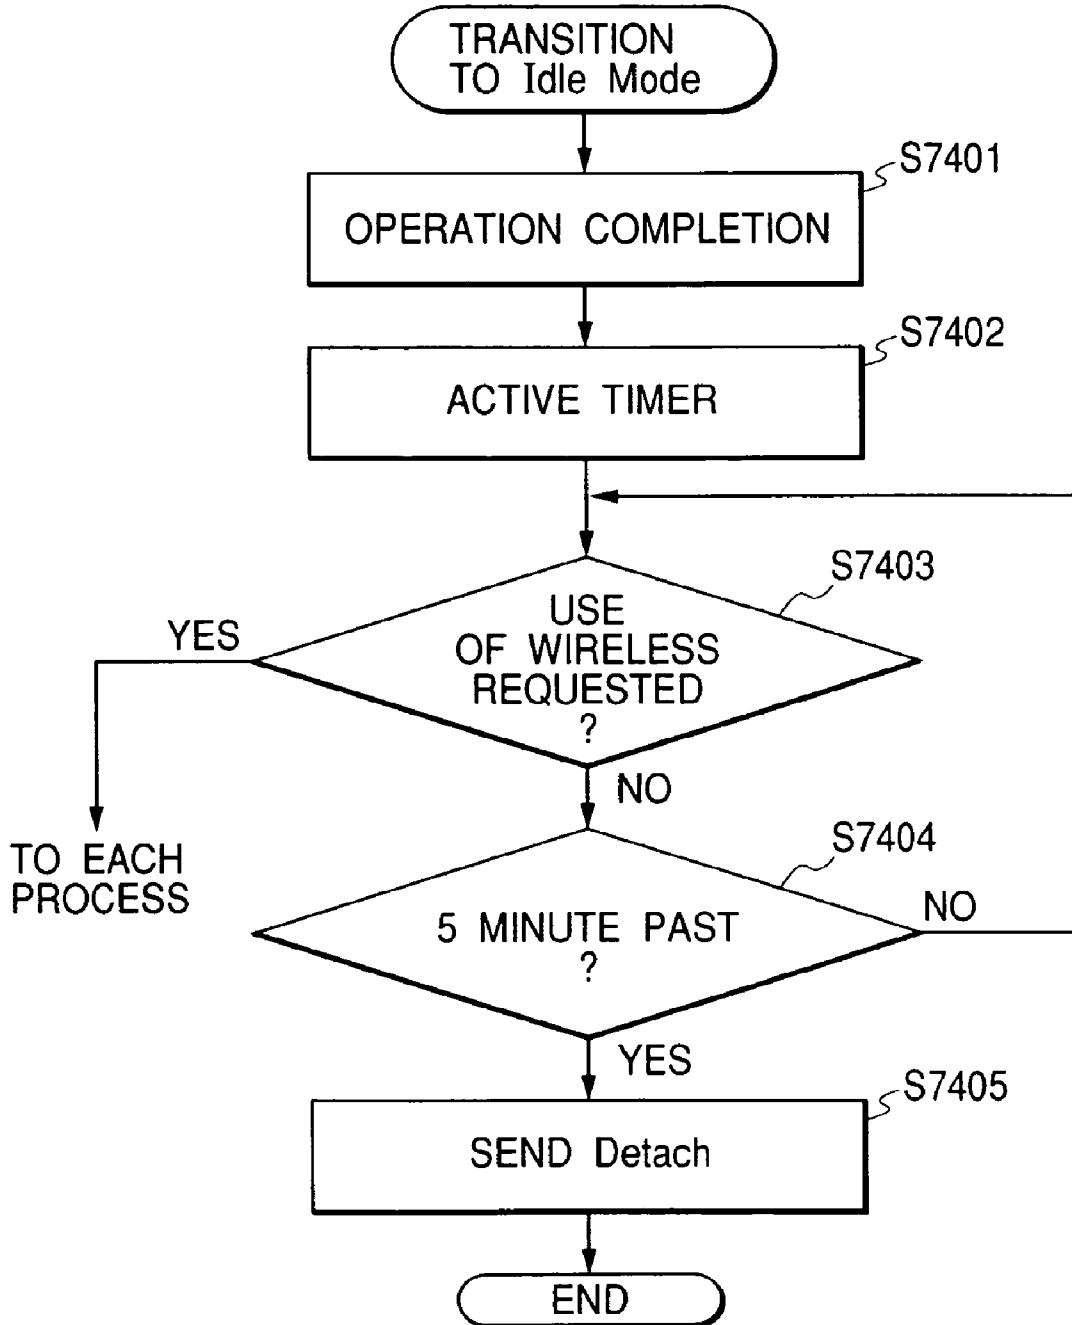 TRANSITION
TO Idle Mode
S7401
OPERATION COMPLETION
S7402
ACTIVE TIMER
S7403
YES
USE
OF WIRELESS
REQUESTED
?
NO
TO EACH
PROCESS
S7404
5 MINUTE PAST
?
NO
YES
S7405
SEND Detach
END